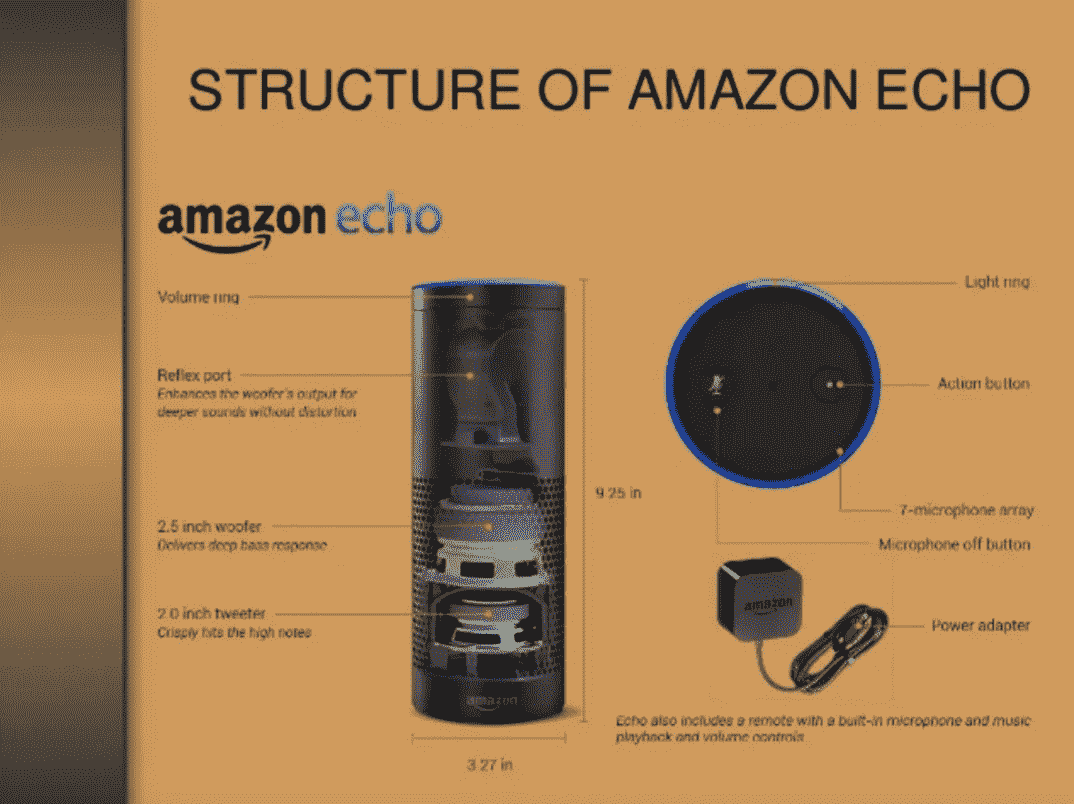 STRUCTURE OF AMAZON ECHO
amazon echo
Volume ring
Reflex port
Enhances the woofer's output for
deeper sounds without distortion
2.5 inch woofer
Delivers deep bass response
2.0 inch tweeter
Crisply hits the high notes
amazon
9.25 in
3.27 in
Light ring
Action button
7-microphone array
Microphone off button
amazon
Power adapter
Echo also includes a remote with a built-in microphone and music
playback and volume controls